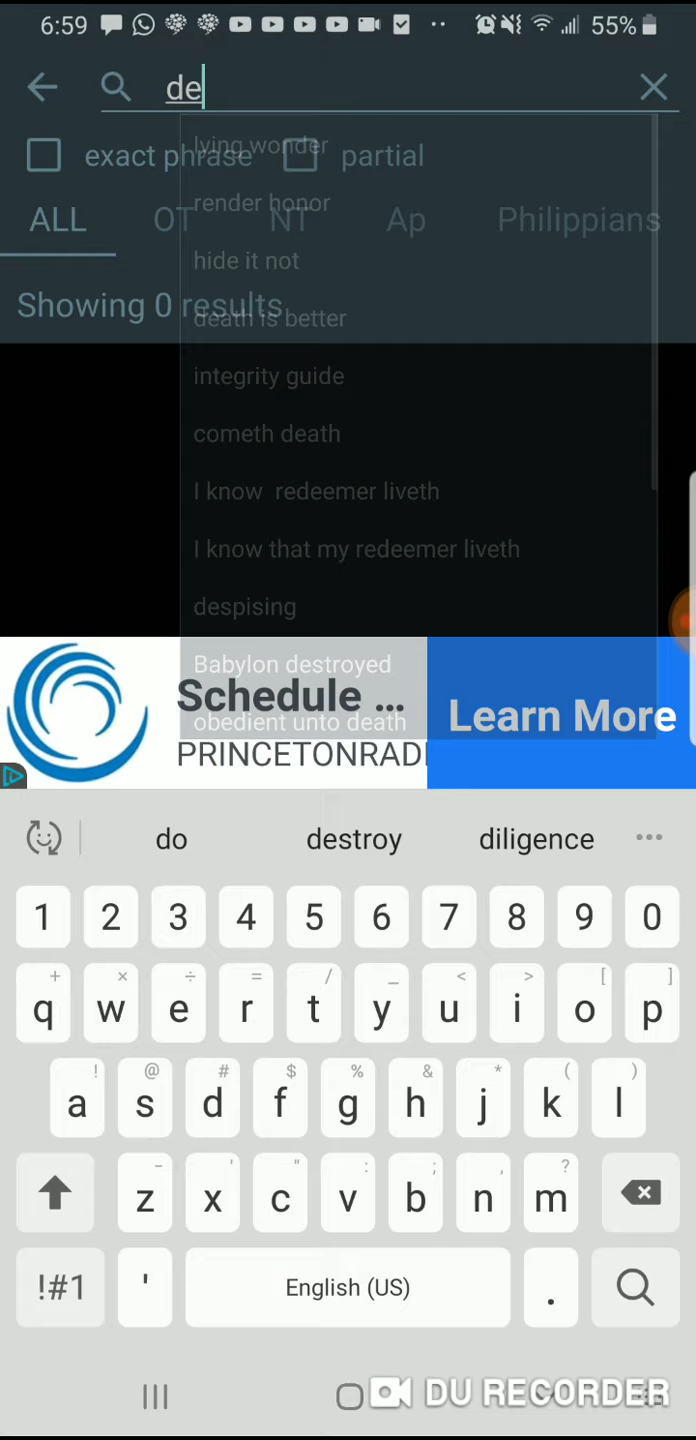 6:59 55%
de
exact phrase partial
ALL OT NT Ap Philippians
Showing 0 results
lying wonder
render honor
hide it not
death is better
integrity guide
cometh death
I know redeemer liveth
I know that my redeemer liveth
despising
Babylon destroyed
obedient unto death
Schedule ...
PRINCETONRADI
Learn More
do destroy diligence
1 2 3 4 5 6 7 8 9 0
+ × ÷ = / _ < > [ ]
q w e r t y u i o p
! @ # $ % & * ( )
a s d f g h j k l
- ' " : ; , ?
z x c v b n m
!#1 ' English (US) .
DU RECORDER